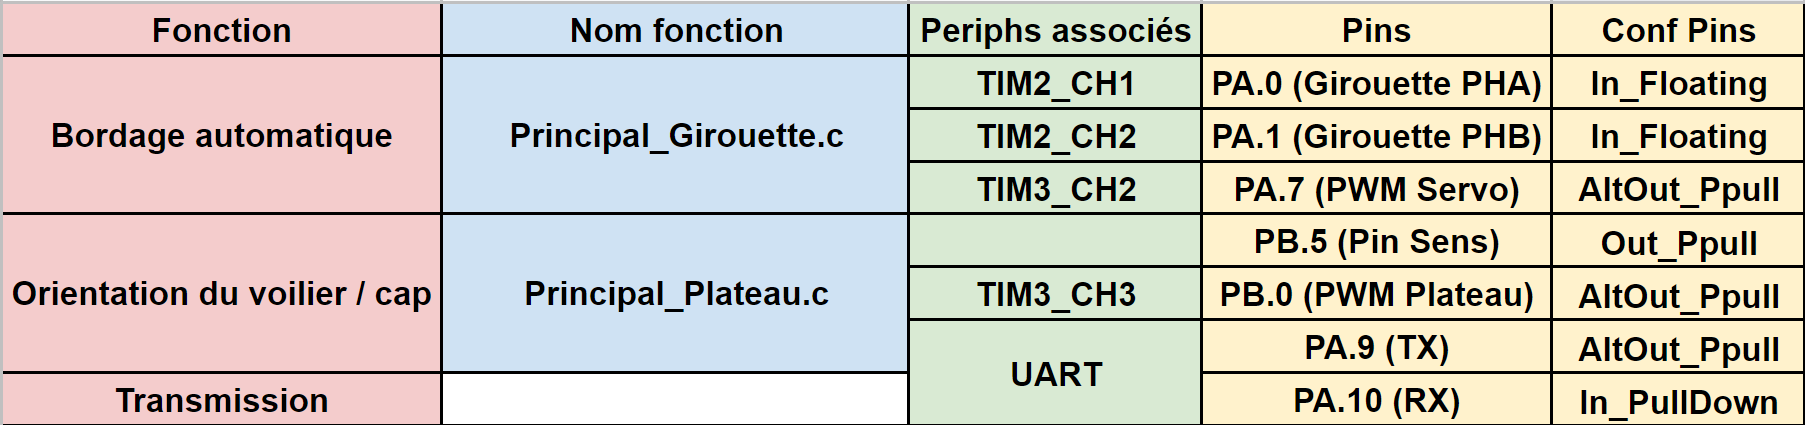 Fonction Nom fonction Periphs associés Pins Conf Pins
Bordage automatique Principal_Girouette.c TIM2_CH1 PA.0 (Girouette PHA) In_Floating
TIM2_CH2 PA.1 (Girouette PHB) In_Floating
TIM3_CH2 PA.7 (PWM Servo) AltOut_Ppull
Orientation du voilier / cap Principal_Plateau.c PB.5 (Pin Sens) Out_Ppull
TIM3_CH3 PB.0 (PWM Plateau) AltOut_Ppull
UART PA.9 (TX) AltOut_Ppull
Transmission PA.10 (RX) In_PullDown